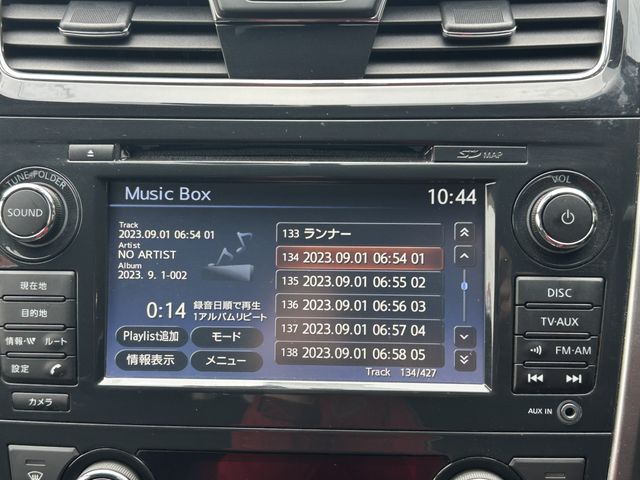 SD MAP
TUNE·FOLDER
SOUND
VOL
Music Box
10:44
Track
2023.09.01 06:54 01
Artist
NO ARTIST
Album
2023. 9. 1-002
0:14
録音日順で再生
1アルバムリピート
Playlist追加
モード
情報表示
メニュー
133 ランナー
134 2023.09.01 06:54 01
135 2023.09.01 06:55 02
136 2023.09.01 06:56 03
137 2023.09.01 06:57 04
138 2023.09.01 06:58 05
Track 134/427
現在地
目的地
情報・VV ルート
設定
カメラ
DISC
TV·AUX
FM·AM
AUX IN